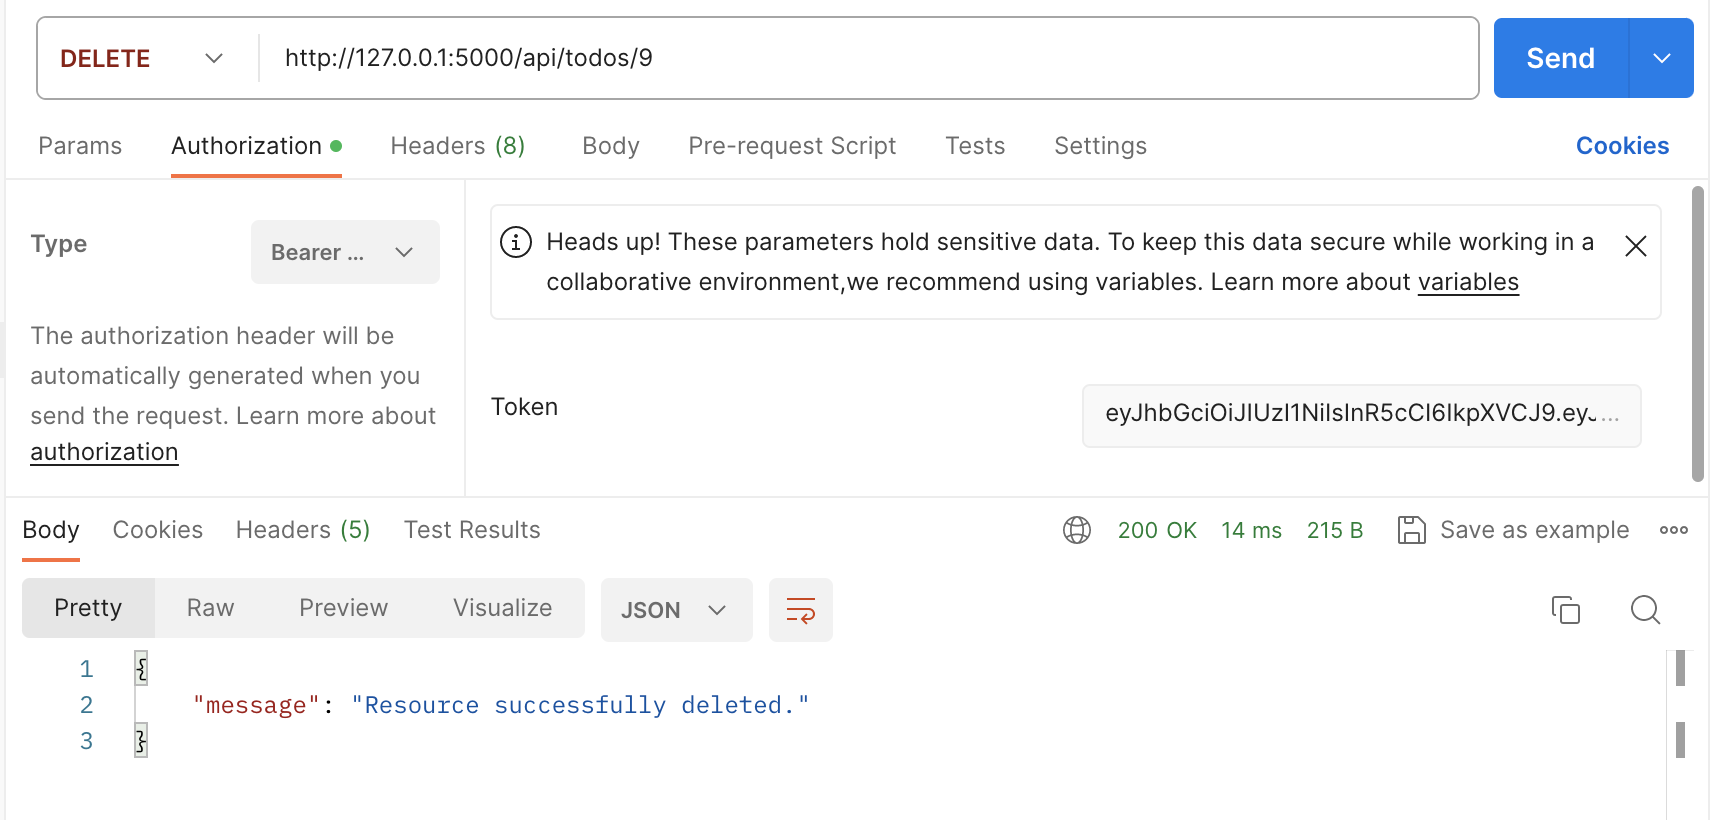 DELETE http://127.0.0.1:5000/api/todos/9 Send
Params Authorization Headers (8) Body Pre-request Script Tests Settings Cookies
Type Bearer ...
The authorization header will be
automatically generated when you
send the request. Learn more about
authorization
Heads up! These parameters hold sensitive data. To keep this data secure while working in a
collaborative environment,we recommend using variables. Learn more about variables
Token eyJhbGciOiJIUzI1NiIsInR5cCI6IkpXVCJ9.eyJ...
Body Cookies Headers (5) Test Results 200 OK 14 ms 215 B Save as example
Pretty Raw Preview Visualize JSON
1 {
2 "message": "Resource successfully deleted."
3 }